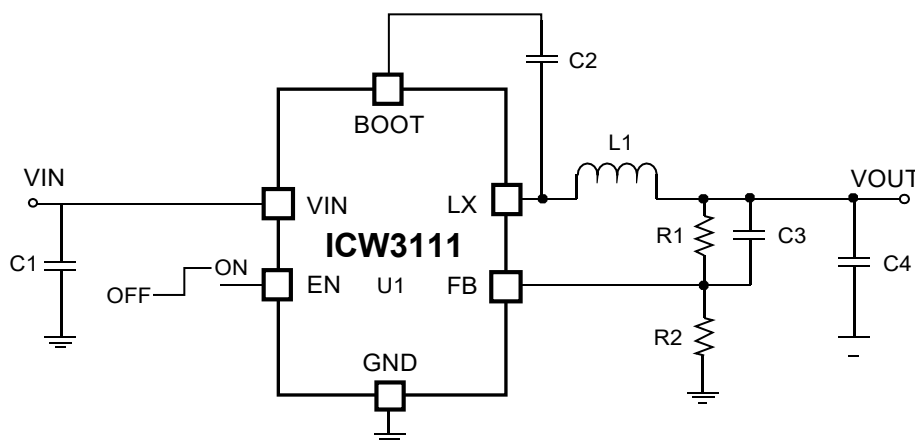 C2
BOOT
L1
VIN
VOUT
VIN
LX
R1
C3
ICW3111
C1
ON
C4
OFF
EN
U1
FB
R2
GND